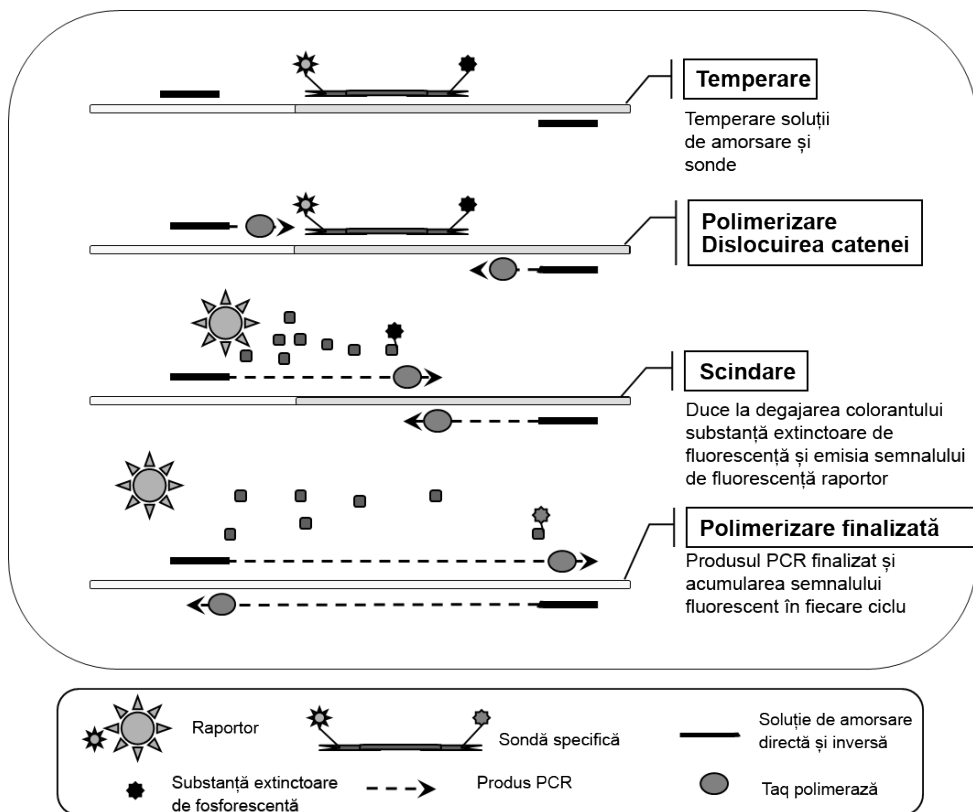 Temperare
Temperare soluții
de amorsare și
sonde
Polimerizare
Dislocuirea catenei
Scindare
Duce la degajarea colorantului
substanță extinctoare de
fluorescență și emisia semnalului
de fluorescență raportor
Polimerizare finalizată
Produsul PCR finalizat și
acumularea semnalului
fluorescent în fiecare ciclu
Raportor
Sondă specifică
Soluție de amorsare
directă și inversă
Substanță extinctoare
de fosforescentă
Produs PCR
Taq polimerază